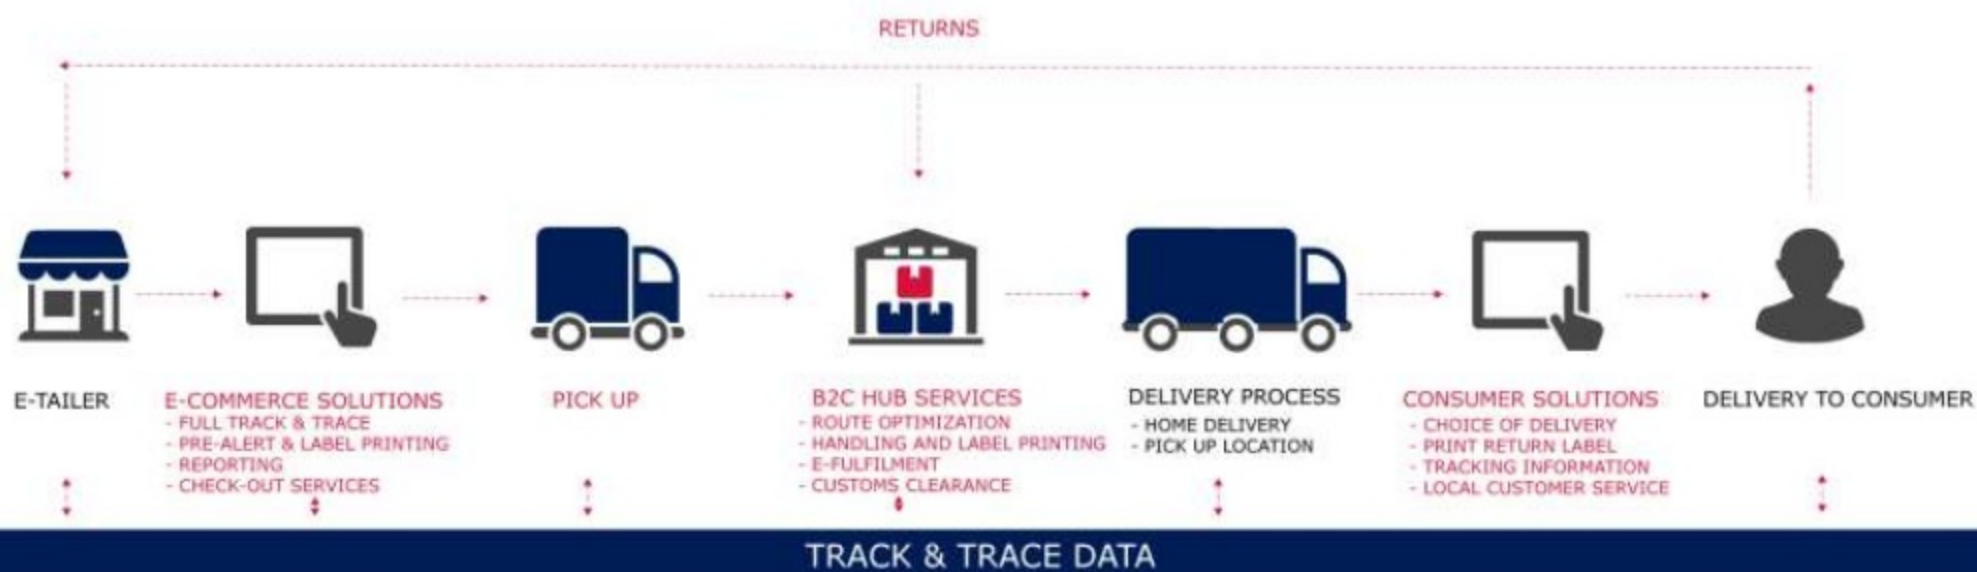 RETURNS
E-TAILER
E-COMMERCE SOLUTIONS
- FULL TRACK & TRACE
- PRE-ALERT & LABEL PRINTING
- REPORTING
- CHECK-OUT SERVICES
PICK UP
B2C HUB SERVICES
- ROUTE OPTIMIZATION
- HANDLING AND LABEL PRINTING
- E-FULFILMENT
- CUSTOMS CLEARANCE
DELIVERY PROCESS
- HOME DELIVERY
- PICK UP LOCATION
CONSUMER SOLUTIONS
- CHOICE OF DELIVERY
- PRINT RETURN LABEL
- TRACKING INFORMATION
- LOCAL CUSTOMER SERVICE
DELIVERY TO CONSUMER
TRACK & TRACE DATA